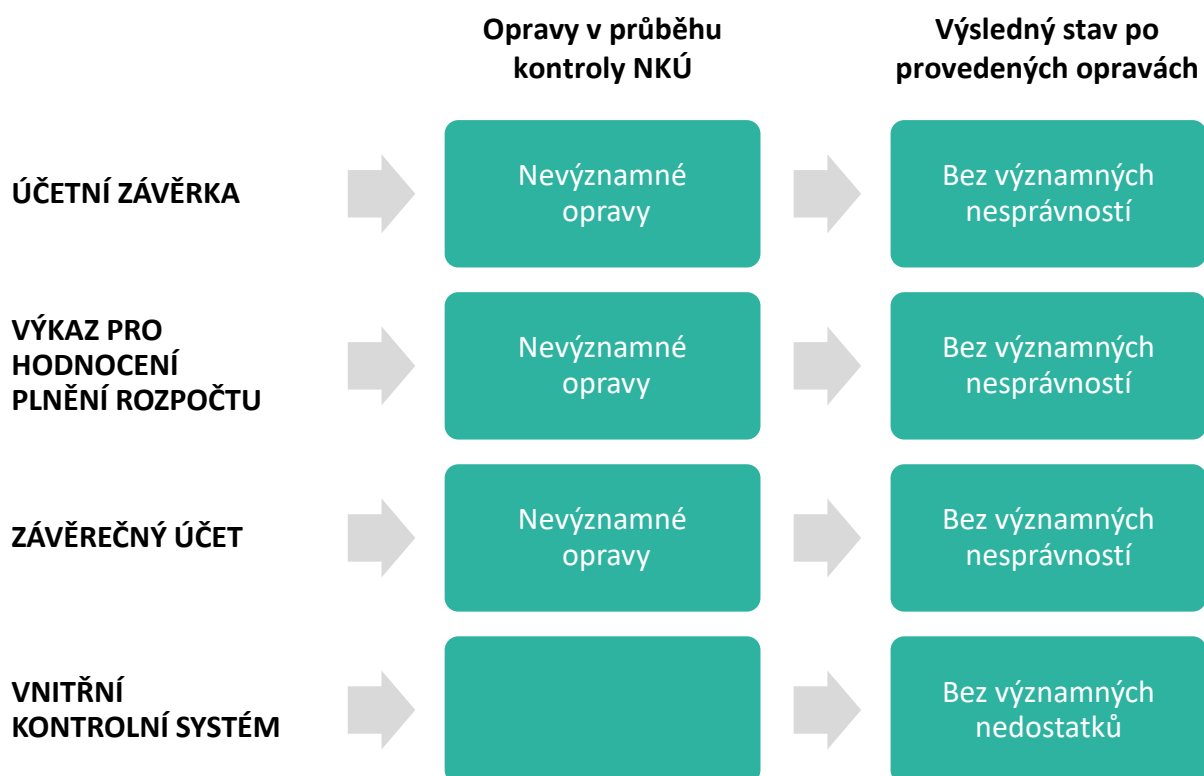 Opravy v průběhu
kontroly NKÚ
Výsledný stav po
provedených opravách
ÚČETNÍ ZÁVĚRKA
Nevýznamné
opravy
Bez významných
nesprávností
VÝKAZ PRO
HODNOCENÍ
PLNĚNÍ ROZPOČTU
Nevýznamné
opravy
Bez významných
nesprávností
ZÁVĚREČNÝ ÚČET
Nevýznamné
opravy
Bez významných
nesprávností
VNITŘNÍ
KONTROLNÍ SYSTÉM
Bez významných
nedostatků